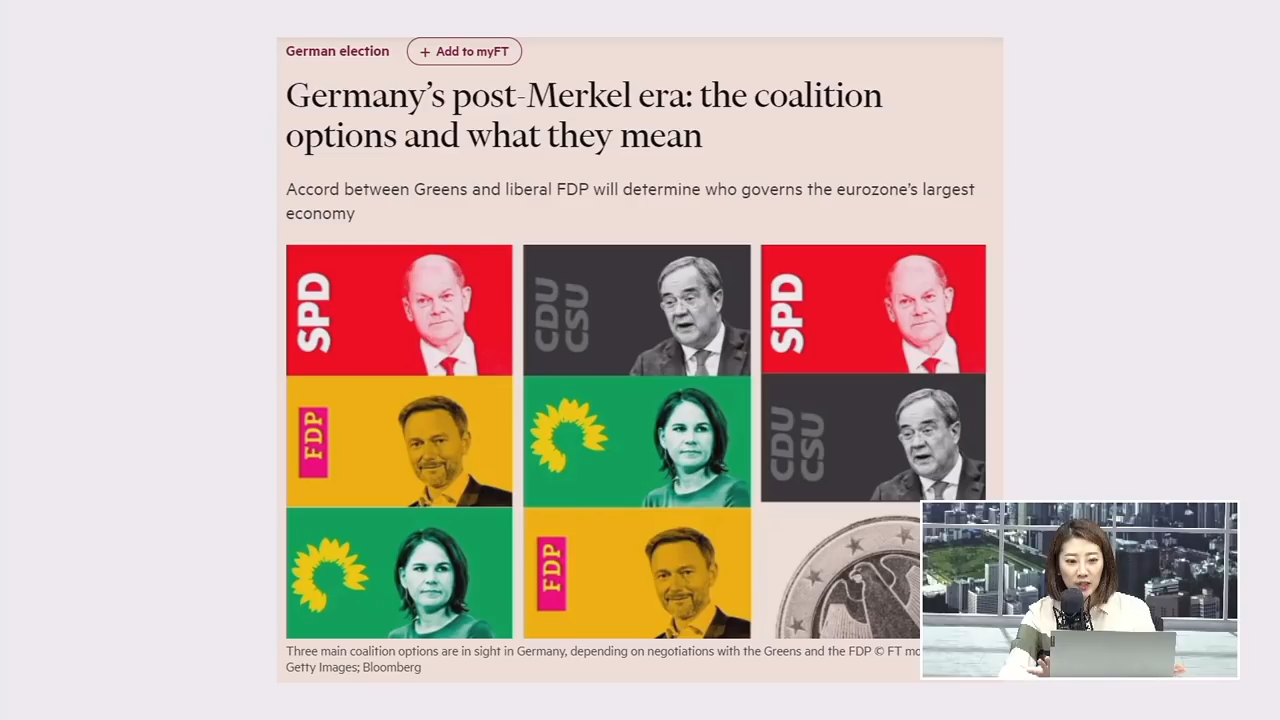 German election
+ Add to myFT
Germany's post-Merkel era: the coalition
options and what they mean
Accord between Greens and liberal FDP will determine who governs the eurozone's largest
economy
SPD
CDU
CSU
SPD
FDP
CDU
CSU
FDP
Three main coalition options are in sight in Germany, depending on negotiations with the Greens and the FDP © FT
Getty Images; Bloomberg